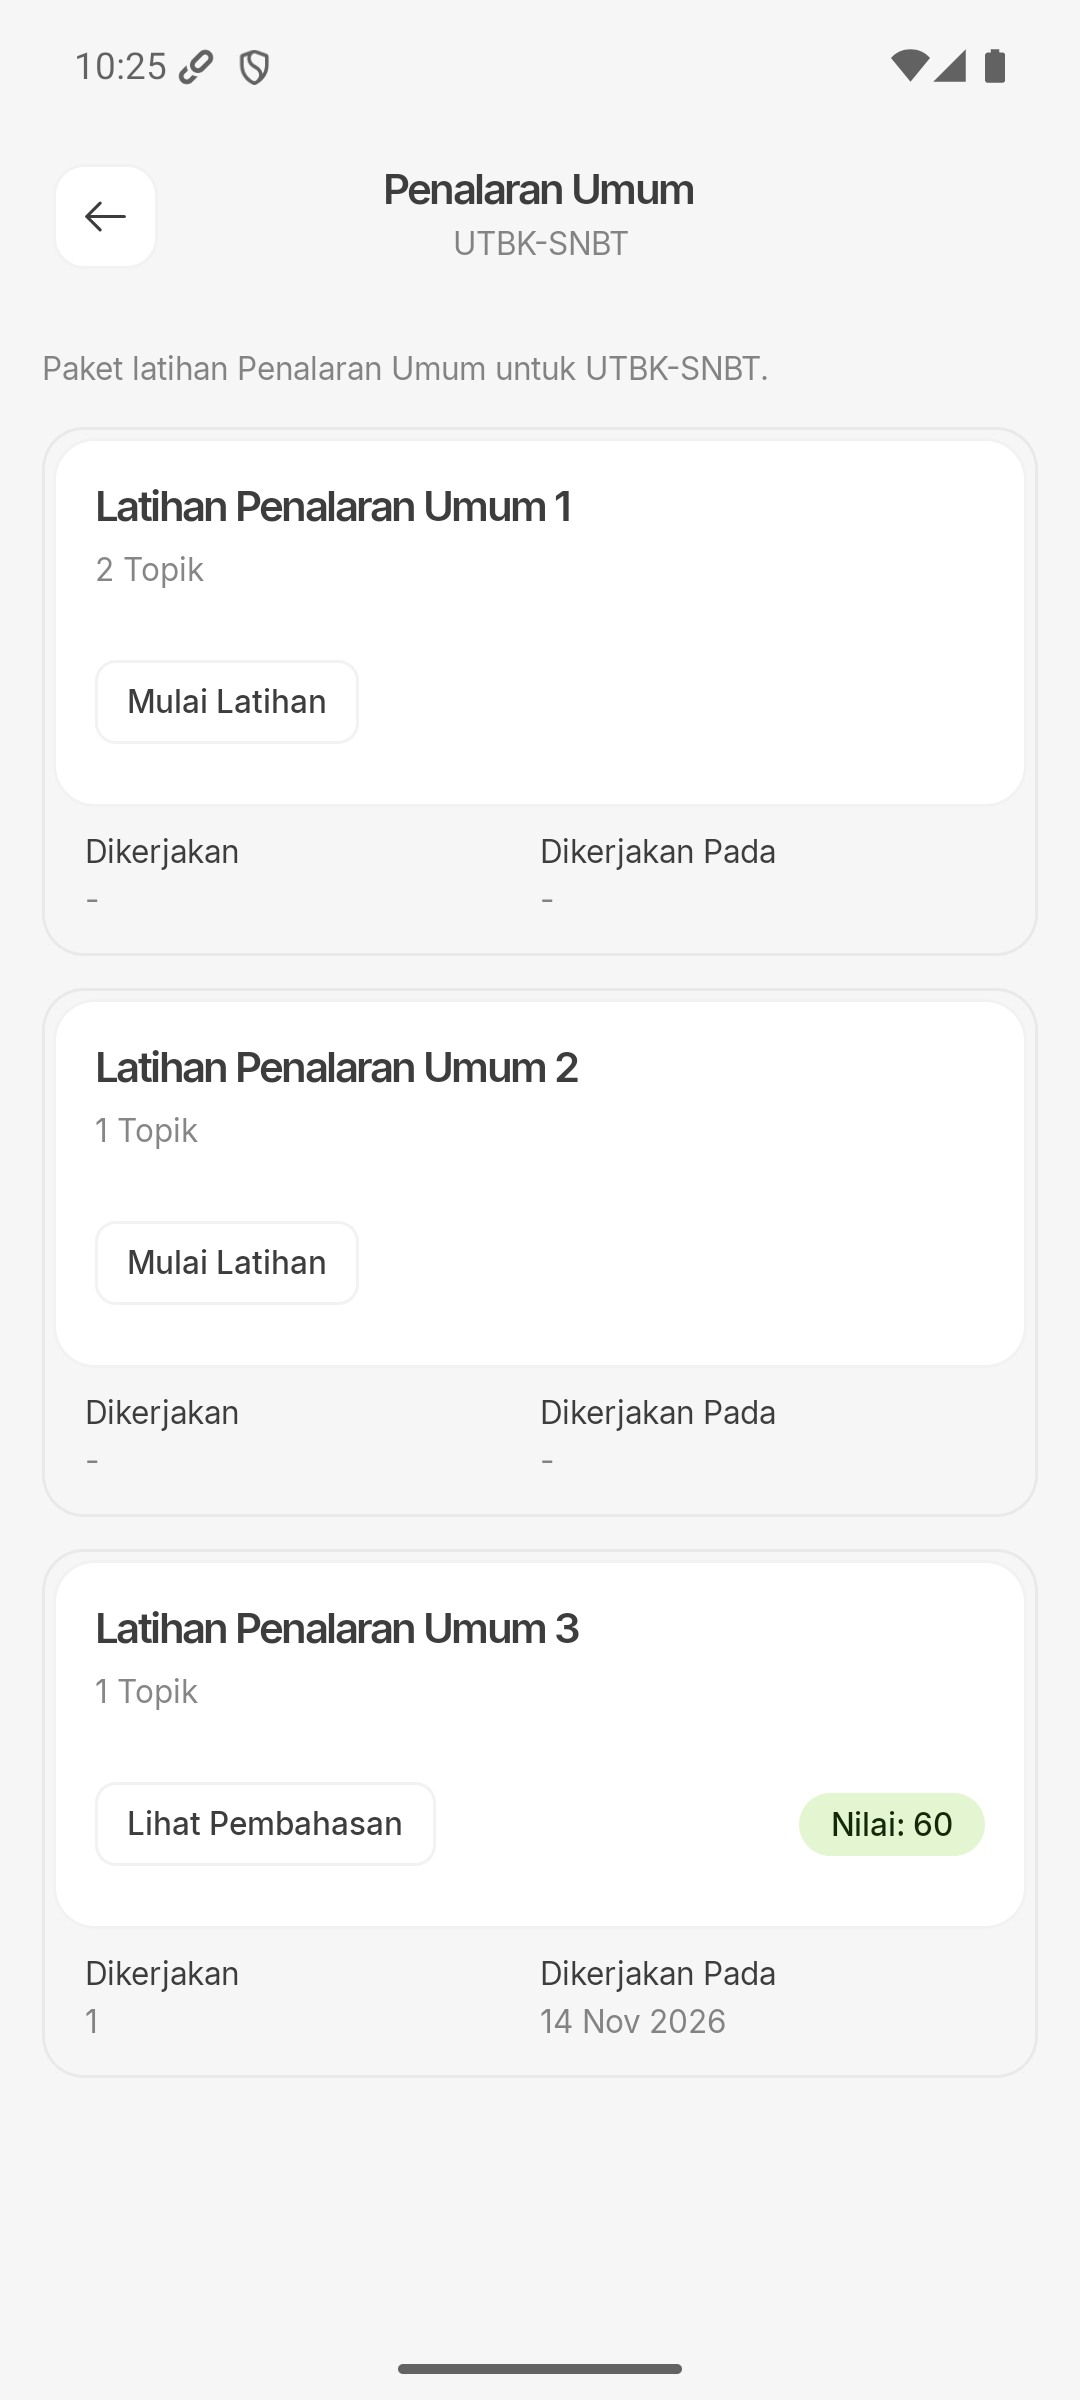 10:25
Penalaran Umum
UTBK-SNBT
Paket latihan Penalaran Umum untuk UTBK-SNBT.
Latihan Penalaran Umum 1
2 Topik
Mulai Latihan
Dikerjakan
-
Dikerjakan Pada
-
Latihan Penalaran Umum 2
1 Topik
Mulai Latihan
Dikerjakan
-
Dikerjakan Pada
-
Latihan Penalaran Umum 3
1 Topik
Lihat Pembahasan
Nilai: 60
Dikerjakan
1
Dikerjakan Pada
14 Nov 2026